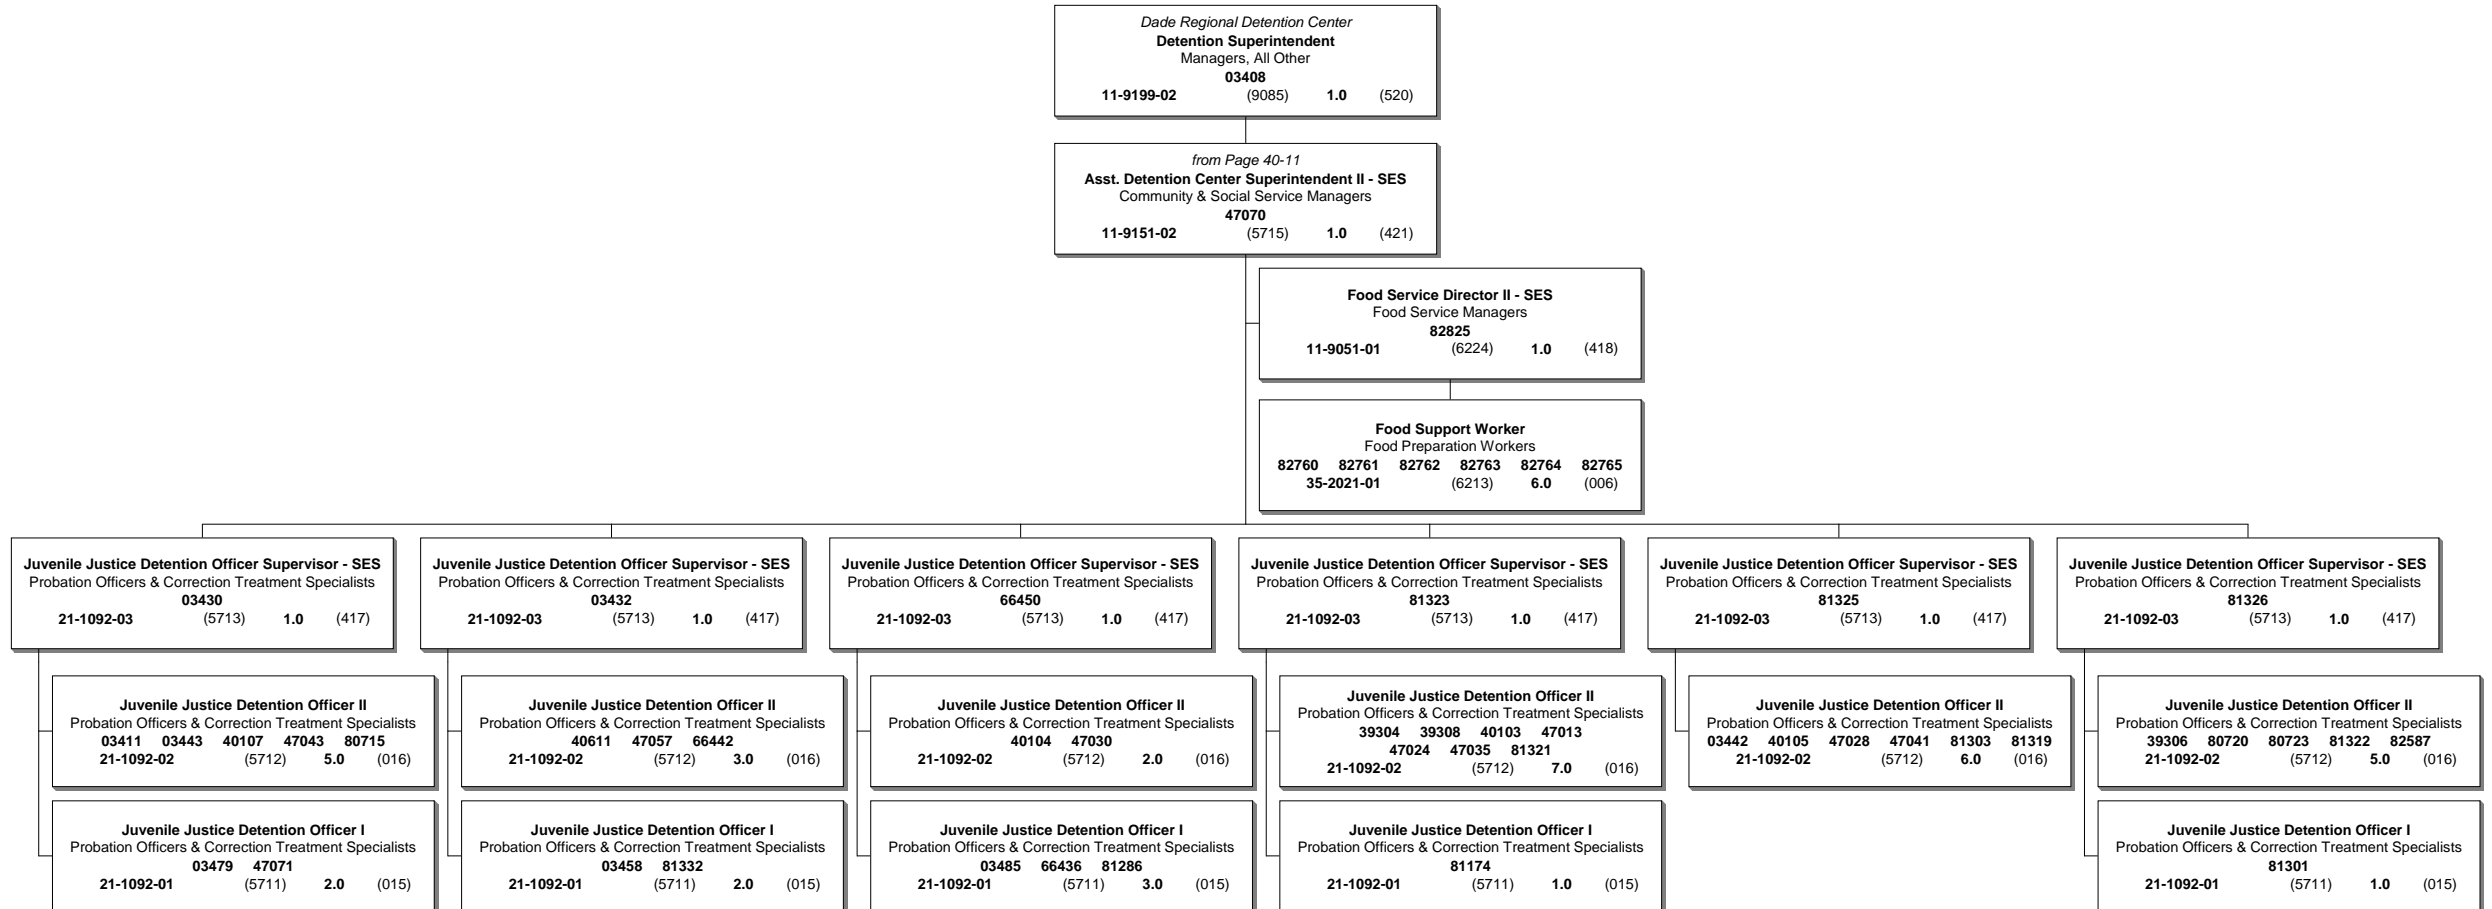 Dade Regional Detention Center
Detention Superintendent
Managers, All Other
03408
11-9199-02 (9085) 1.0 (520)
from Page 40-11
Asst. Detention Center Superintendent II - SES
Community & Social Service Managers
47070
11-9151-02 (5715) 1.0 (421)
Food Service Director II - SES
Food Service Managers
82825
11-9051-01 (6224) 1.0 (418)
Food Support Worker
Food Preparation Workers
82760 82761 82762 82763 82764 82765
35-2021-01 (6213) 6.0 (006)
Juvenile Justice Detention Officer Supervisor - SES
Probation Officers & Correction Treatment Specialists
03430
21-1092-03 (5713) 1.0 (417)
Juvenile Justice Detention Officer Supervisor - SES
Probation Officers & Correction Treatment Specialists
03432
21-1092-03 (5713) 1.0 (417)
Juvenile Justice Detention Officer Supervisor - SES
Probation Officers & Correction Treatment Specialists
66450
21-1092-03 (5713) 1.0 (417)
Juvenile Justice Detention Officer Supervisor - SES
Probation Officers & Correction Treatment Specialists
81323
21-1092-03 (5713) 1.0 (417)
Juvenile Justice Detention Officer Supervisor - SES
Probation Officers & Correction Treatment Specialists
81325
21-1092-03 (5713) 1.0 (417)
Juvenile Justice Detention Officer Supervisor - SES
Probation Officers & Correction Treatment Specialists
81326
21-1092-03 (5713) 1.0 (417)
Juvenile Justice Detention Officer II
Probation Officers & Correction Treatment Specialists
03411 03443 40107 47043 80715
21-1092-02 (5712) 5.0 (016)
Juvenile Justice Detention Officer II
Probation Officers & Correction Treatment Specialists
40611 47057 66442
21-1092-02 (5712) 3.0 (016)
Juvenile Justice Detention Officer II
Probation Officers & Correction Treatment Specialists
40104 47030
21-1092-02 (5712) 2.0 (016)
Juvenile Justice Detention Officer II
Probation Officers & Correction Treatment Specialists
39304 39308 40103 47013
47024 47035 81321
21-1092-02 (5712) 7.0 (016)
Juvenile Justice Detention Officer II
Probation Officers & Correction Treatment Specialists
03442 40105 47028 47041 81303 81319
21-1092-02 (5712) 6.0 (016)
Juvenile Justice Detention Officer II
Probation Officers & Correction Treatment Specialists
39306 80720 80723 81322 82587
21-1092-02 (5712) 5.0 (016)
Juvenile Justice Detention Officer I
Probation Officers & Correction Treatment Specialists
03479 47071
21-1092-01 (5711) 2.0 (015)
Juvenile Justice Detention Officer I
Probation Officers & Correction Treatment Specialists
03458 81332
21-1092-01 (5711) 2.0 (015)
Juvenile Justice Detention Officer I
Probation Officers & Correction Treatment Specialists
03485 66436 81286
21-1092-01 (5711) 3.0 (015)
Juvenile Justice Detention Officer I
Probation Officers & Correction Treatment Specialists
81174
21-1092-01 (5711) 1.0 (015)
Juvenile Justice Detention Officer I
Probation Officers & Correction Treatment Specialists
81301
21-1092-01 (5711) 1.0 (015)